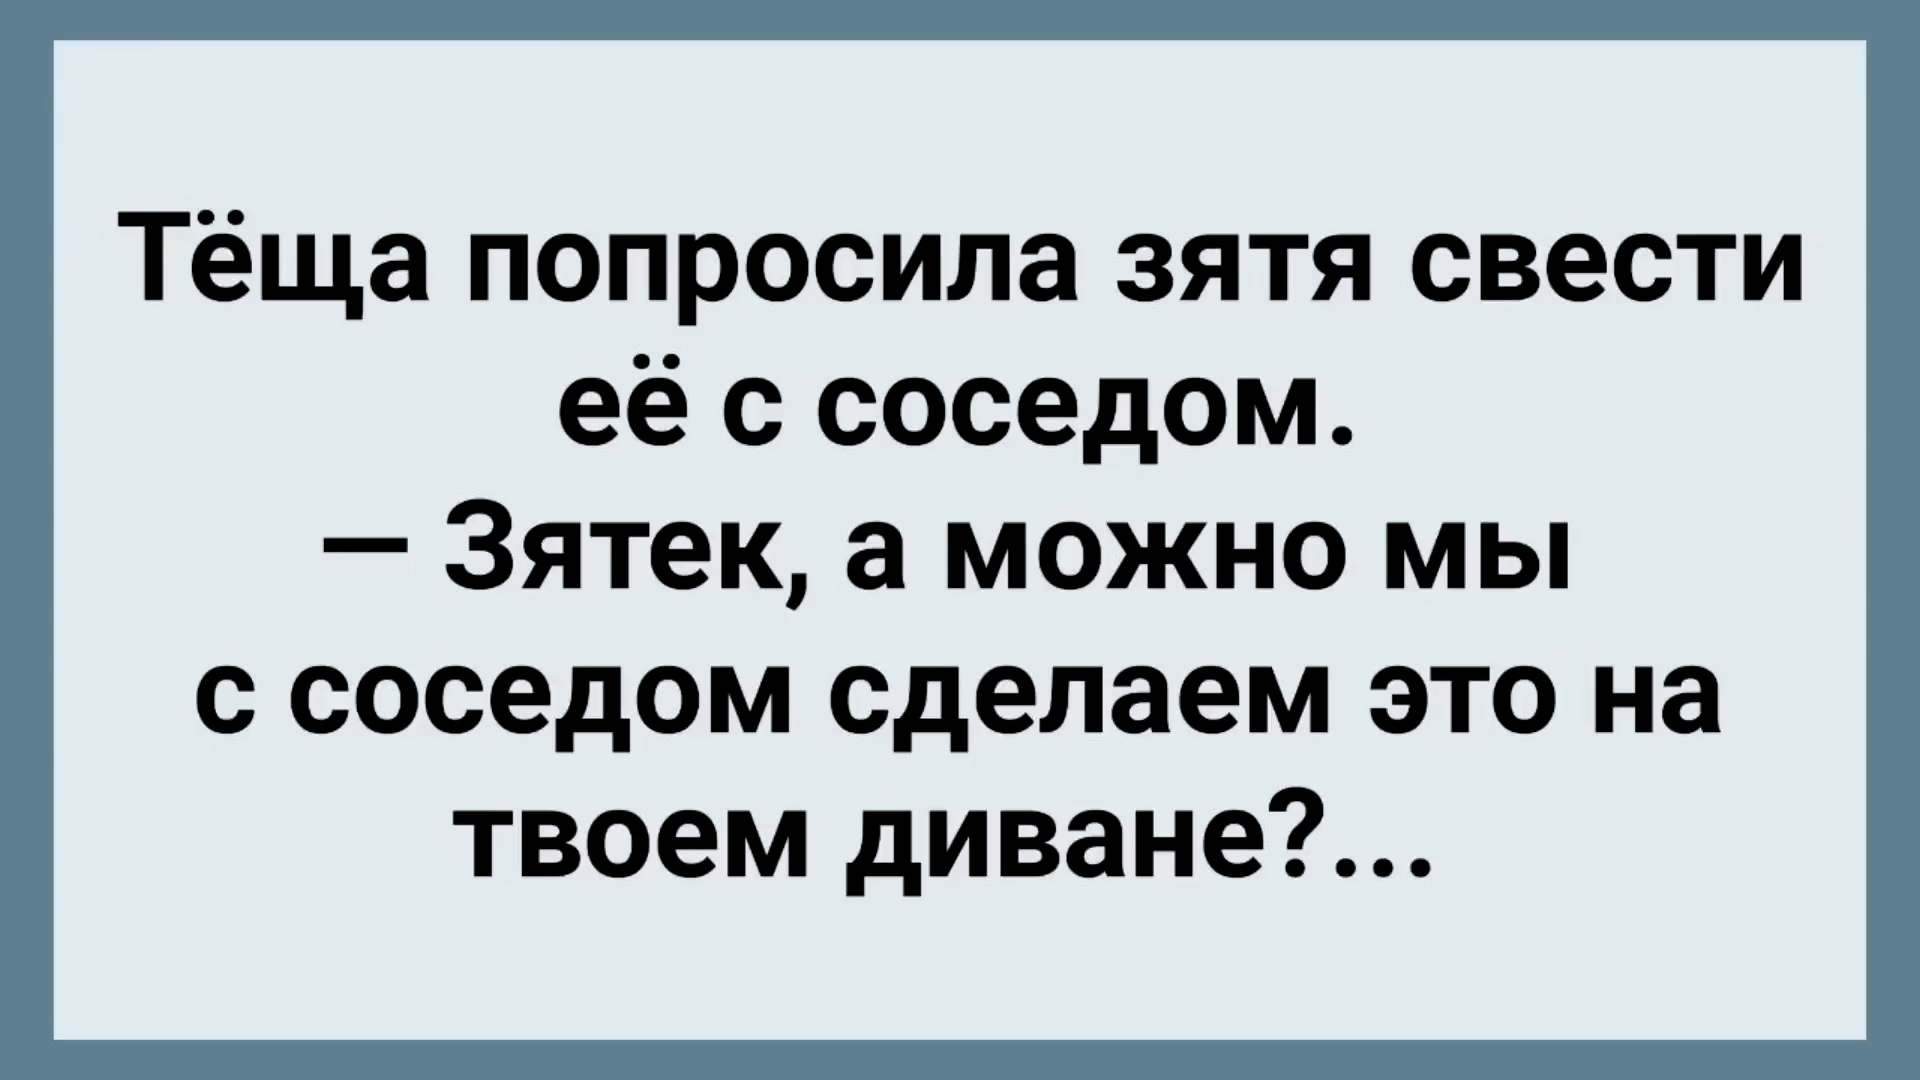 Тёща попросила зятя свести
её с соседом.
– Зятек, а можно мы
с соседом сделаем это на
твоем диване?...